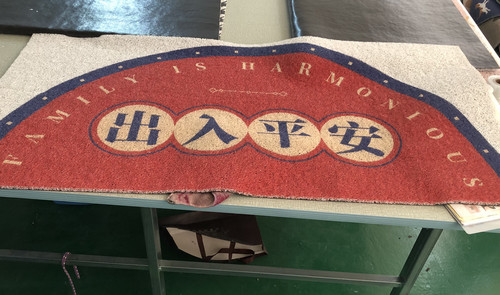 FAMILY IS HARMONIOUS
出入平安